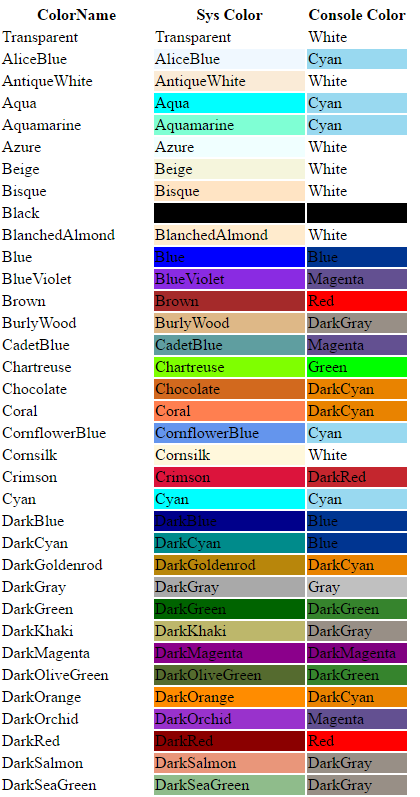 ColorName Sys Color Console Color
Transparent Transparent White
AliceBlue AliceBlue Cyan
AntiqueWhite AntiqueWhite White
Aqua Aqua Cyan
Aquamarine Aquamarine Cyan
Azure Azure White
Beige Beige White
Bisque Bisque White
Black
BlanchedAlmond BlanchedAlmond White
Blue Blue Blue
BlueViolet BlueViolet Magenta
Brown Brown Red
BurlyWood BurlyWood DarkGray
CadetBlue CadetBlue Magenta
Chartreuse Chartreuse Green
Chocolate Chocolate DarkCyan
Coral Coral DarkCyan
CornflowerBlue CornflowerBlue Cyan
Cornsilk Cornsilk White
Crimson Crimson DarkRed
Cyan Cyan Cyan
DarkBlue DarkBlue Blue
DarkCyan DarkCyan Blue
DarkGoldenrod DarkGoldenrod DarkCyan
DarkGray DarkGray Gray
DarkGreen DarkGreen DarkGreen
DarkKhaki DarkKhaki DarkGray
DarkMagenta DarkMagenta DarkMagenta
DarkOliveGreen DarkOliveGreen DarkGreen
DarkOrange DarkOrange DarkCyan
DarkOrchid DarkOrchid Magenta
DarkRed DarkRed Red
DarkSalmon DarkSalmon DarkGray
DarkSeaGreen DarkSeaGreen DarkGray